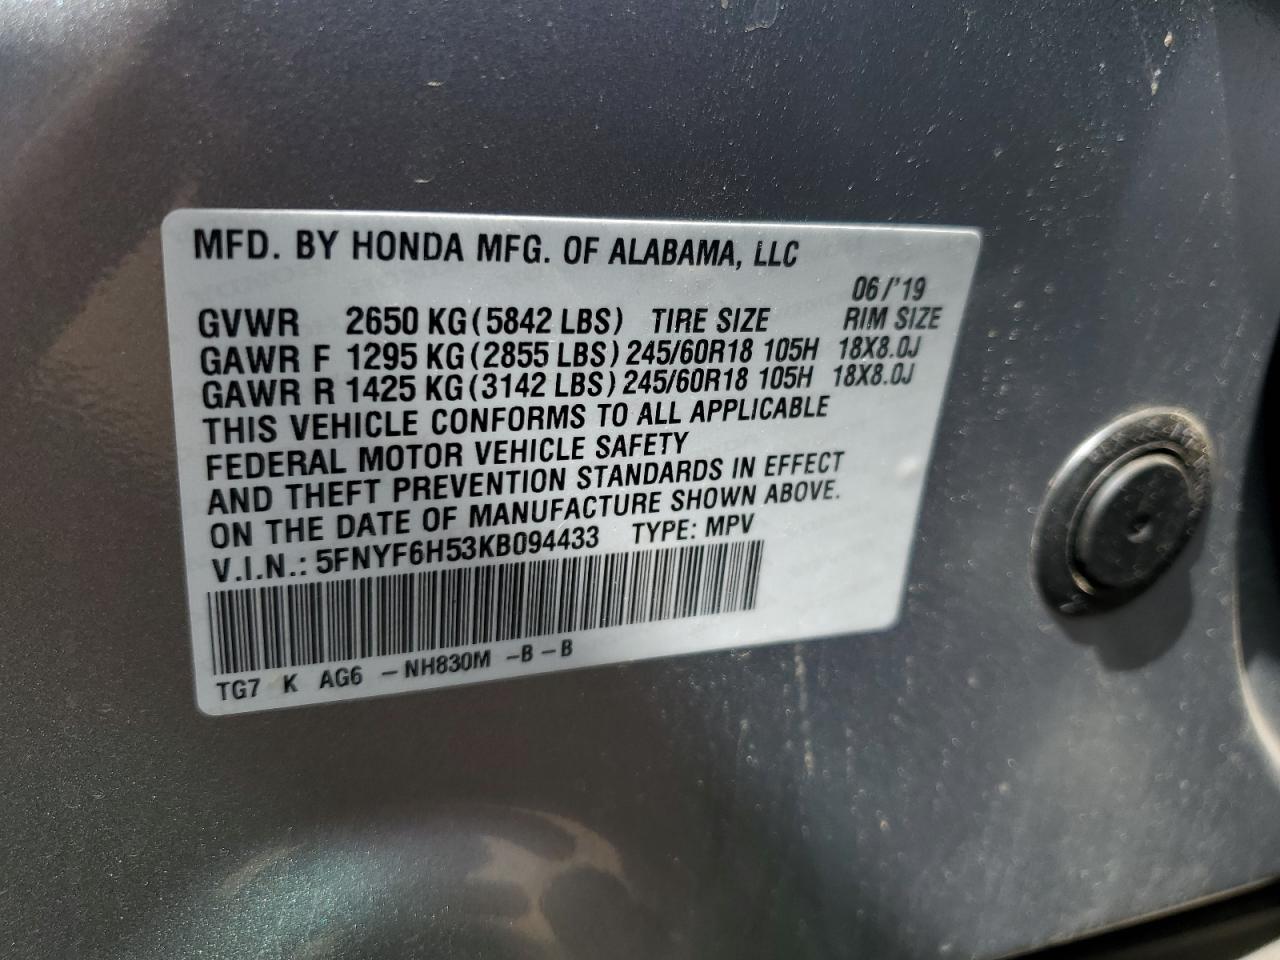 MFD. BY HONDA MFG. OF ALABAMA, LLC
06/'19
GVWR 2650 KG (5842 LBS) TIRE SIZE RIM SIZE
GAWR F 1295 KG (2855 LBS) 245/60R18 105H 18X8.0J
GAWR R 1425 KG (3142 LBS) 245/60R18 105H 18X8.0J
THIS VEHICLE CONFORMS TO ALL APPLICABLE
FEDERAL MOTOR VEHICLE SAFETY
AND THEFT PREVENTION STANDARDS IN EFFECT
ON THE DATE OF MANUFACTURE SHOWN ABOVE.
V.I.N.: 5FNYF6H53KB094433 TYPE: MPV
TG7 K AG6 -NH830M -B -B